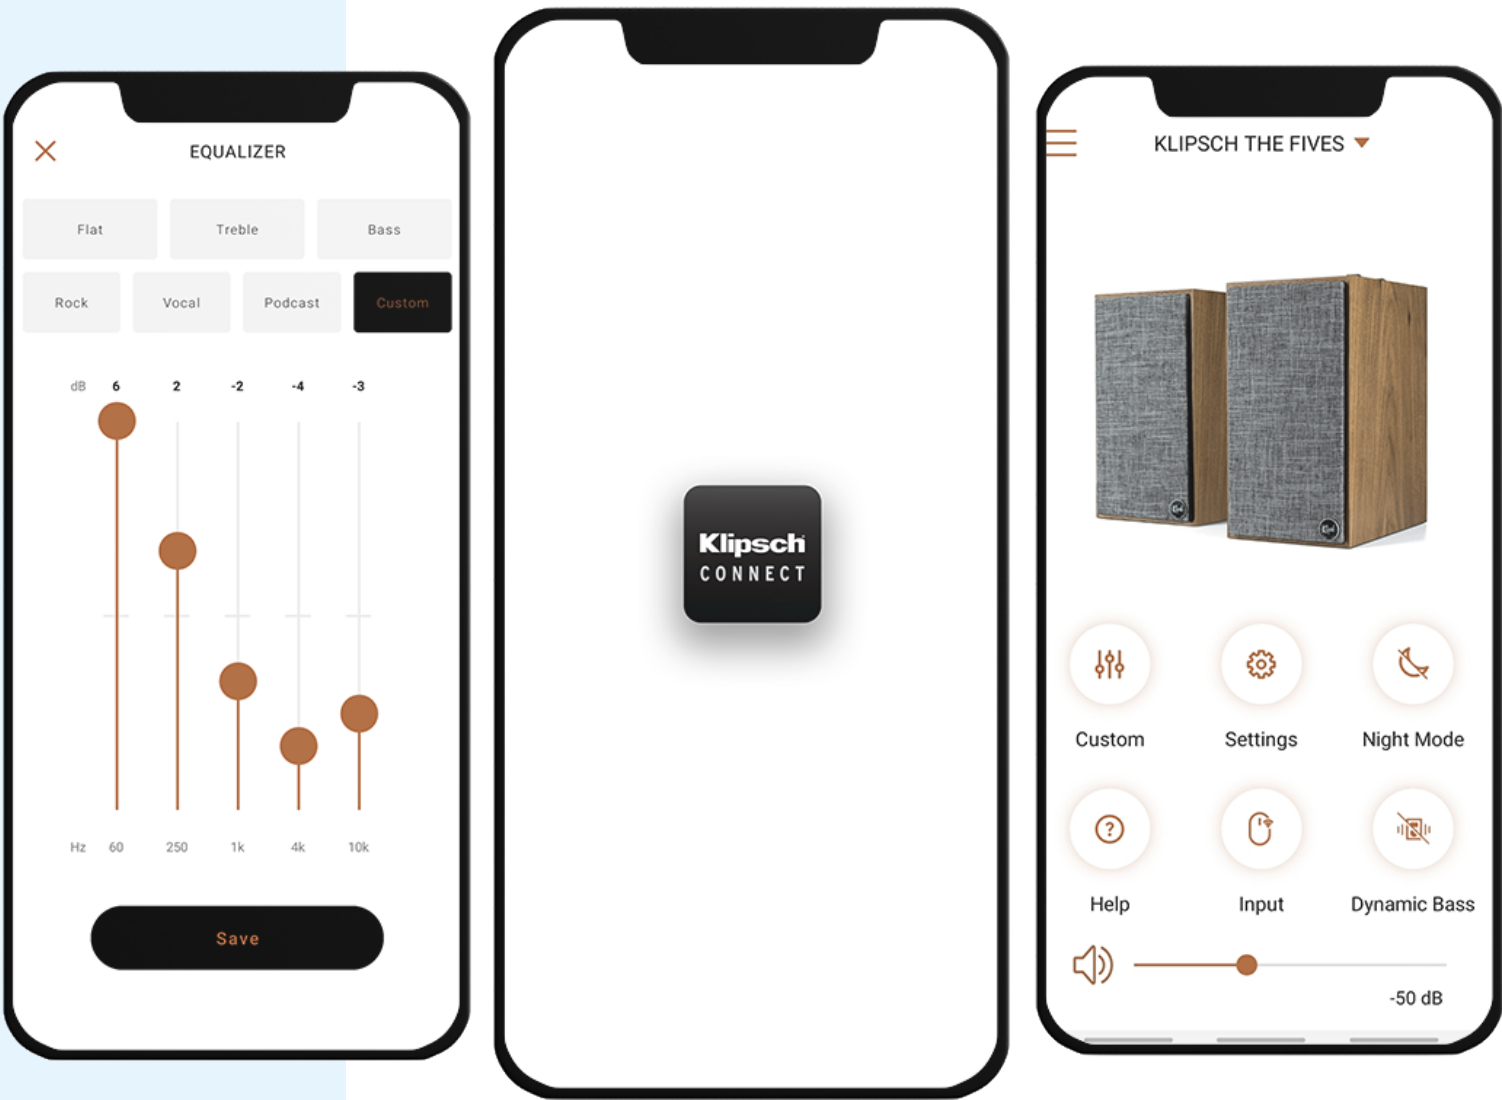 EQUALIZER
Flat Treble Bass
Rock Vocal Podcast Custom
dB 6 2 -2 -4 -3
Hz 60 250 1k 4k 10k
Save
Klipsch
CONNECT
KLIPSCH THE FIVES
Custom Settings Night Mode
Help Input Dynamic Bass
-50 dB